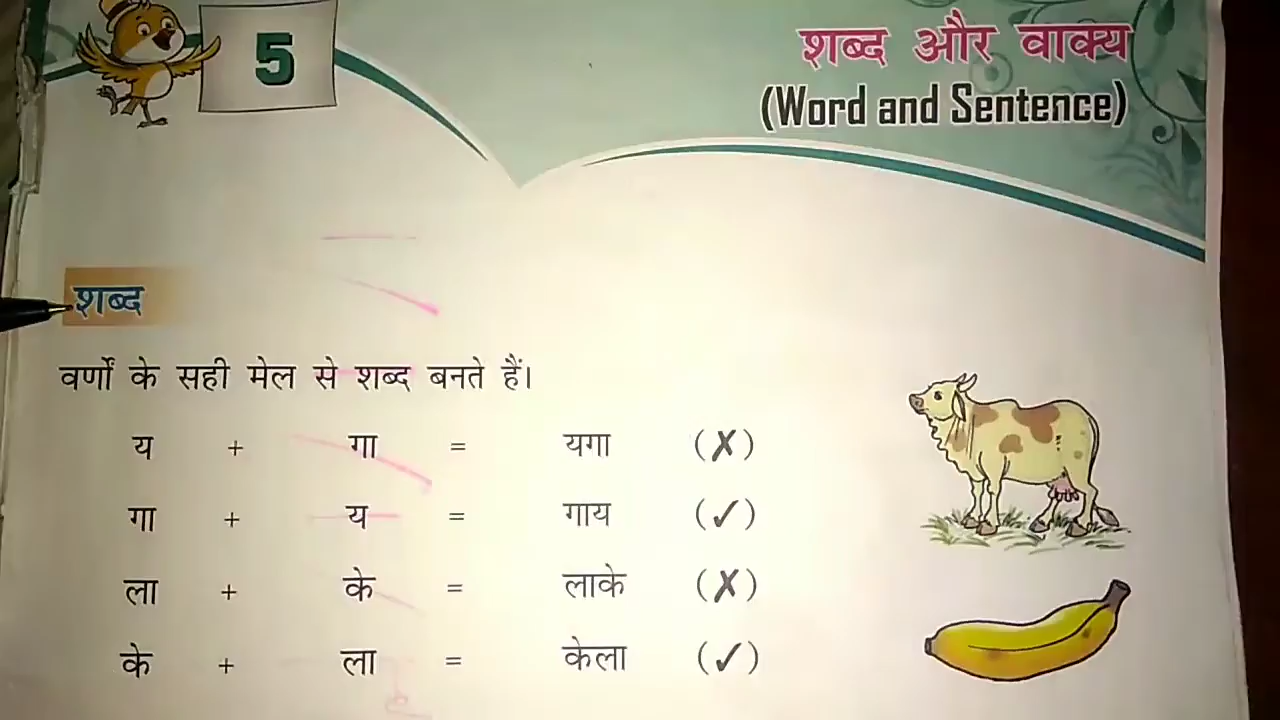 5
शब्द और वाक्य
(Word and Sentence)
शब्द
वर्णों के सही मेल से शब्द बनते हैं।
य + गा = यगा (✗)
गा + य = गाय (✓)
ला + के = लाके (✗)
के + ला = केला (✓)